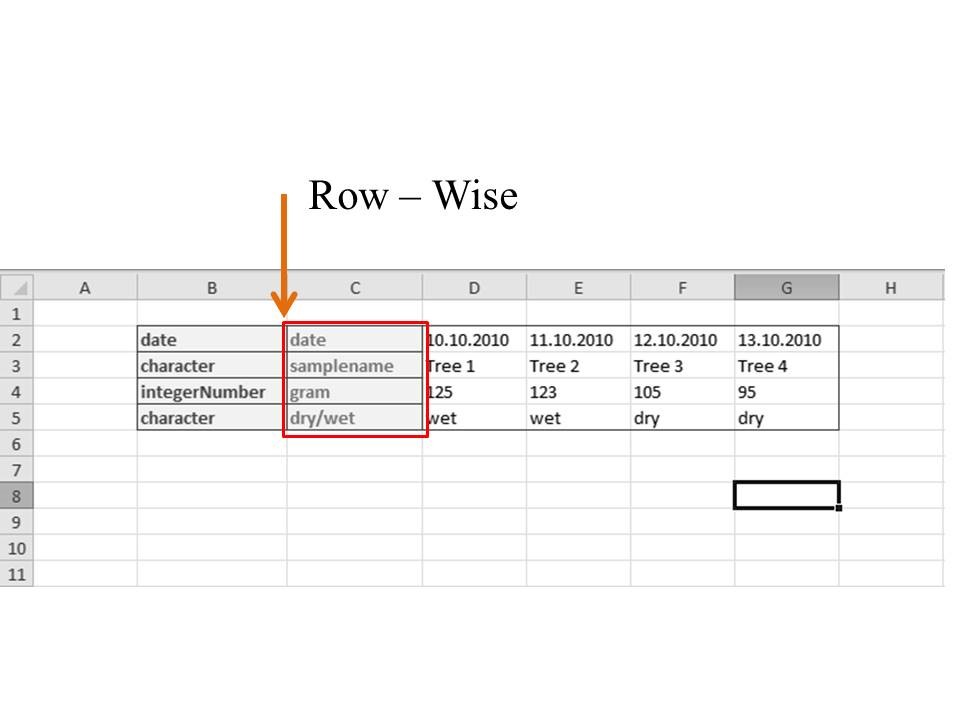 Row – Wise
A B C D E F G H
1
2 date date 10.10.2010 11.10.2010 12.10.2010 13.10.2010
3 character samplename Tree 1 Tree 2 Tree 3 Tree 4
4 integerNumber gram 125 123 105 95
5 character dry/wet wet wet dry dry
6
7
8
9
10
11